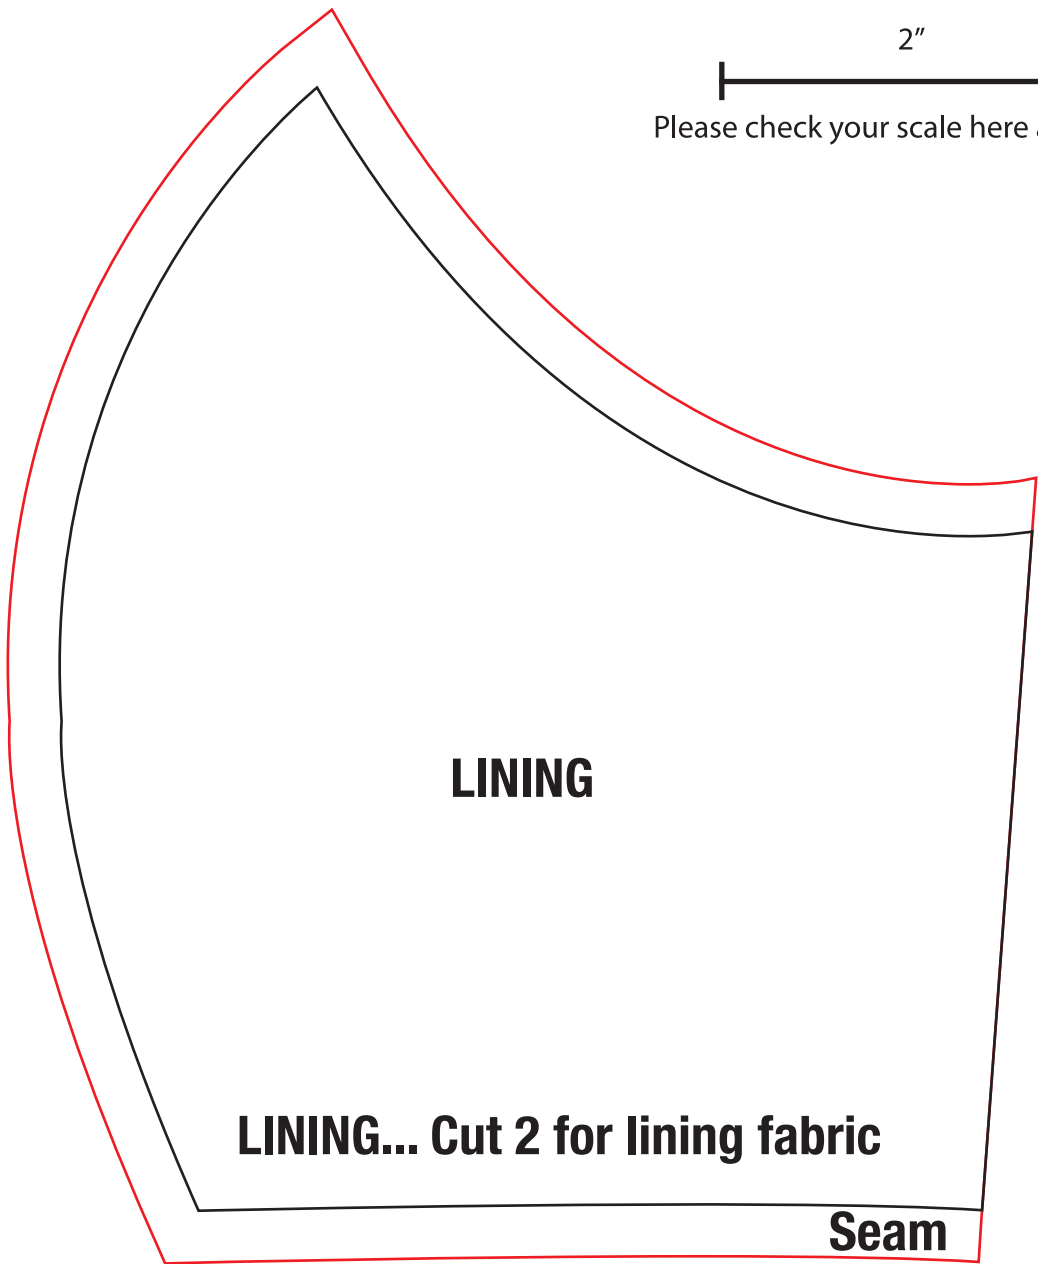 2”
Please check your scale here
LINING
LINING... Cut 2 for lining fabric
Seam